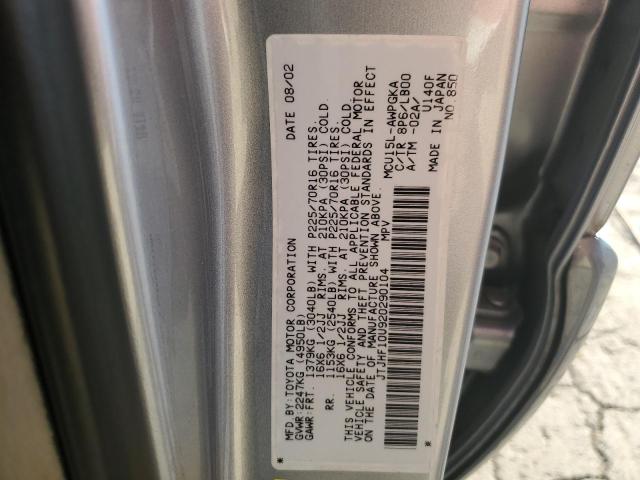 MFD.BY:TOYOTA MOTOR CORPORATION DATE 08/02
GVWR:2247KG (4950LB)
GAWR:FRT. 1379KG (3040LB) WITH P225/70R16 TIRES.
16X6 1/2JJ RIMS. AT 210KPA (30PSI) COLD.
RR. 1153KG (2540LB) WITH P225/70R16 TIRES.
16X6 1/2JJ RIMS. AT 210KPA (30PSI) COLD.
THIS VEHICLE CONFORMS TO ALL APPLICABLE FEDERAL MOTOR
VEHICLE SAFETY AND THEFT PREVENTION STANDARDS IN EFFECT
ON THE DATE OF MANUFACTURE SHOWN ABOVE.
JTJHF10U920290104 MPV
MCU15L-AWPGKA
C/TR 8P6/LB00
A/TM -02A/
U140F
MADE IN JAPAN
NO.850
* *